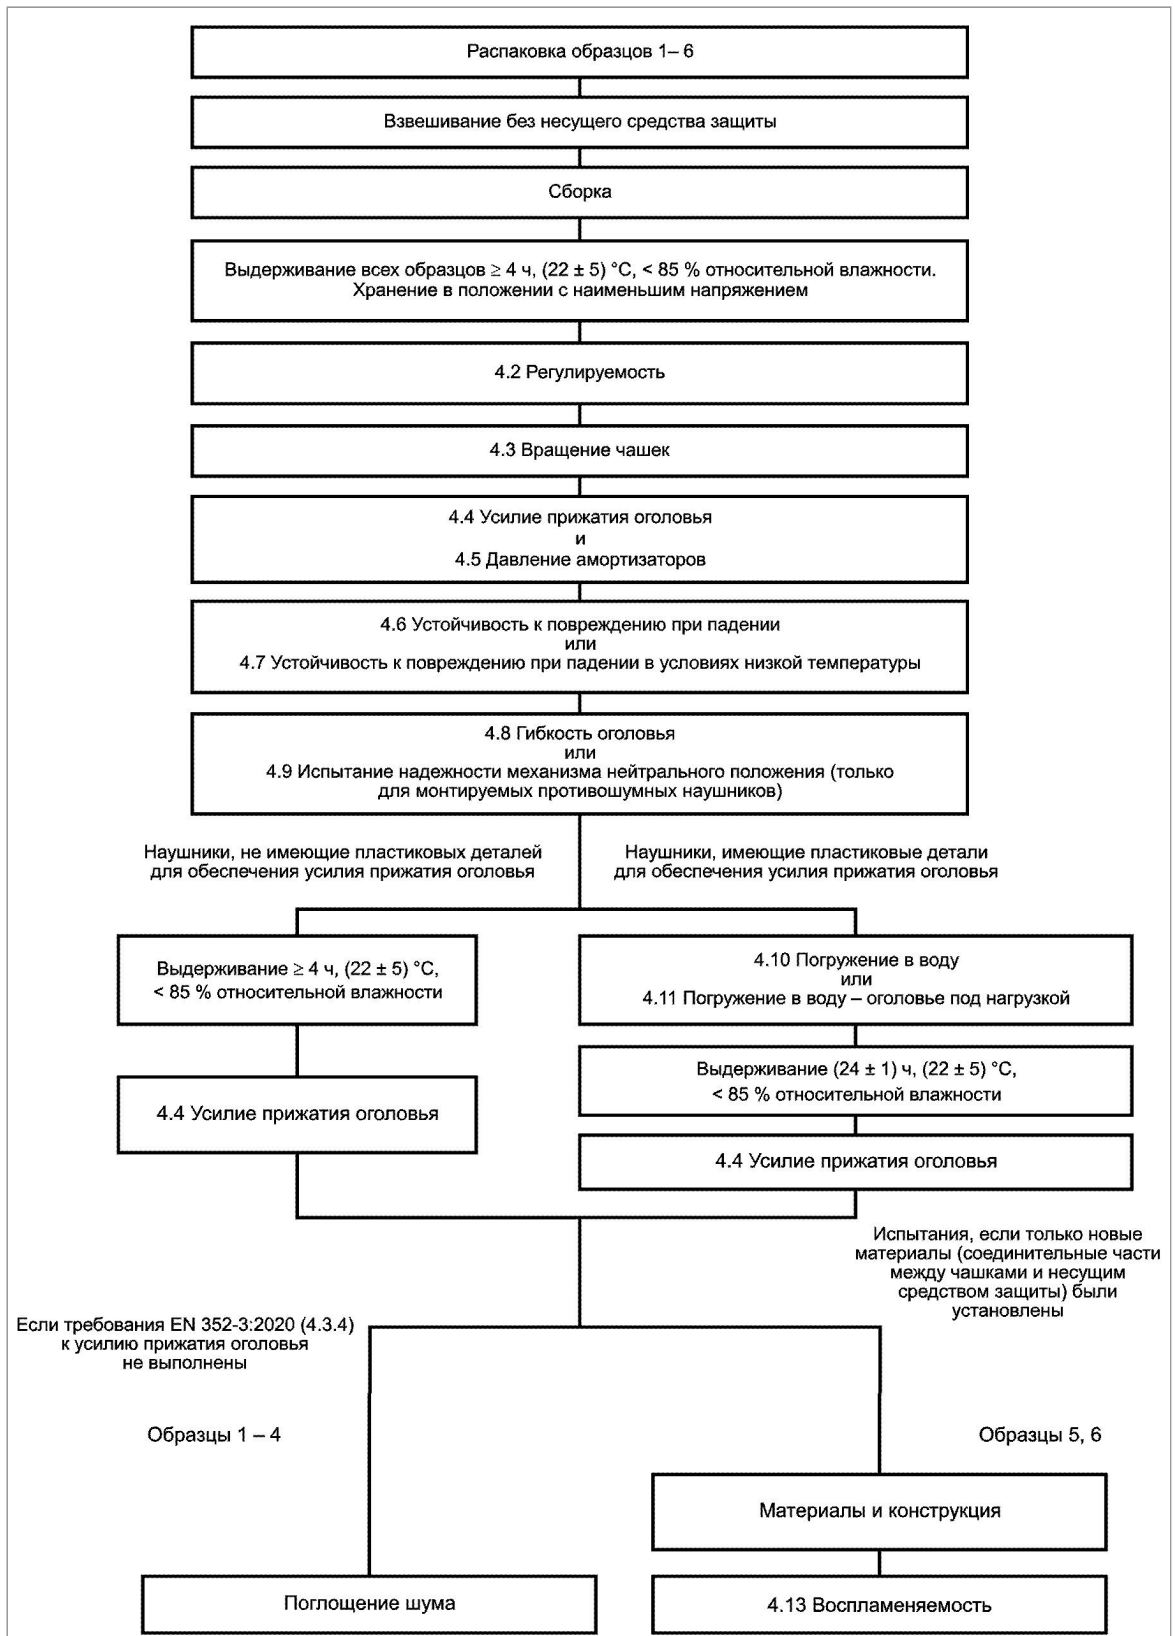 Распаковка образцов 1– 6
Взвешивание без несущего средства защиты
Сборка
Выдерживание всех образцов ≥ 4 ч, (22 ± 5) °С, < 85 % относительной влажности.
Хранение в положении с наименьшим напряжением
4.2 Регулируемость
4.3 Вращение чашек
4.4 Усилие прижатия оголовья
и
4.5 Давление амортизаторов
4.6 Устойчивость к повреждению при падении
или
4.7 Устойчивость к повреждению при падении в условиях низкой температуры
4.8 Гибкость оголовья
или
4.9 Испытание надежности механизма нейтрального положения (только
для монтируемых противошумных наушников)
Наушники, не имеющие пластиковых деталей
для обеспечения усилия прижатия оголовья
Наушники, имеющие пластиковые детали
для обеспечения усилия прижатия оголовья
Выдерживание ≥ 4 ч, (22 ± 5) °С,
< 85 % относительной влажности
4.4 Усилие прижатия оголовья
4.10 Погружение в воду
или
4.11 Погружение в воду – оголовье под нагрузкой
Выдерживание (24 ± 1) ч, (22 ± 5) °С,
< 85 % относительной влажности
4.4 Усилие прижатия оголовья
Испытания, если только новые
материалы (соединительные части
между чашками и несущим
средством защиты) были
установлены
Если требования EN 352-3:2020 (4.3.4)
к усилию прижатия оголовья
не выполнены
Образцы 1 – 4
Образцы 5, 6
Материалы и конструкция
Поглощение шума
4.13 Воспламеняемость